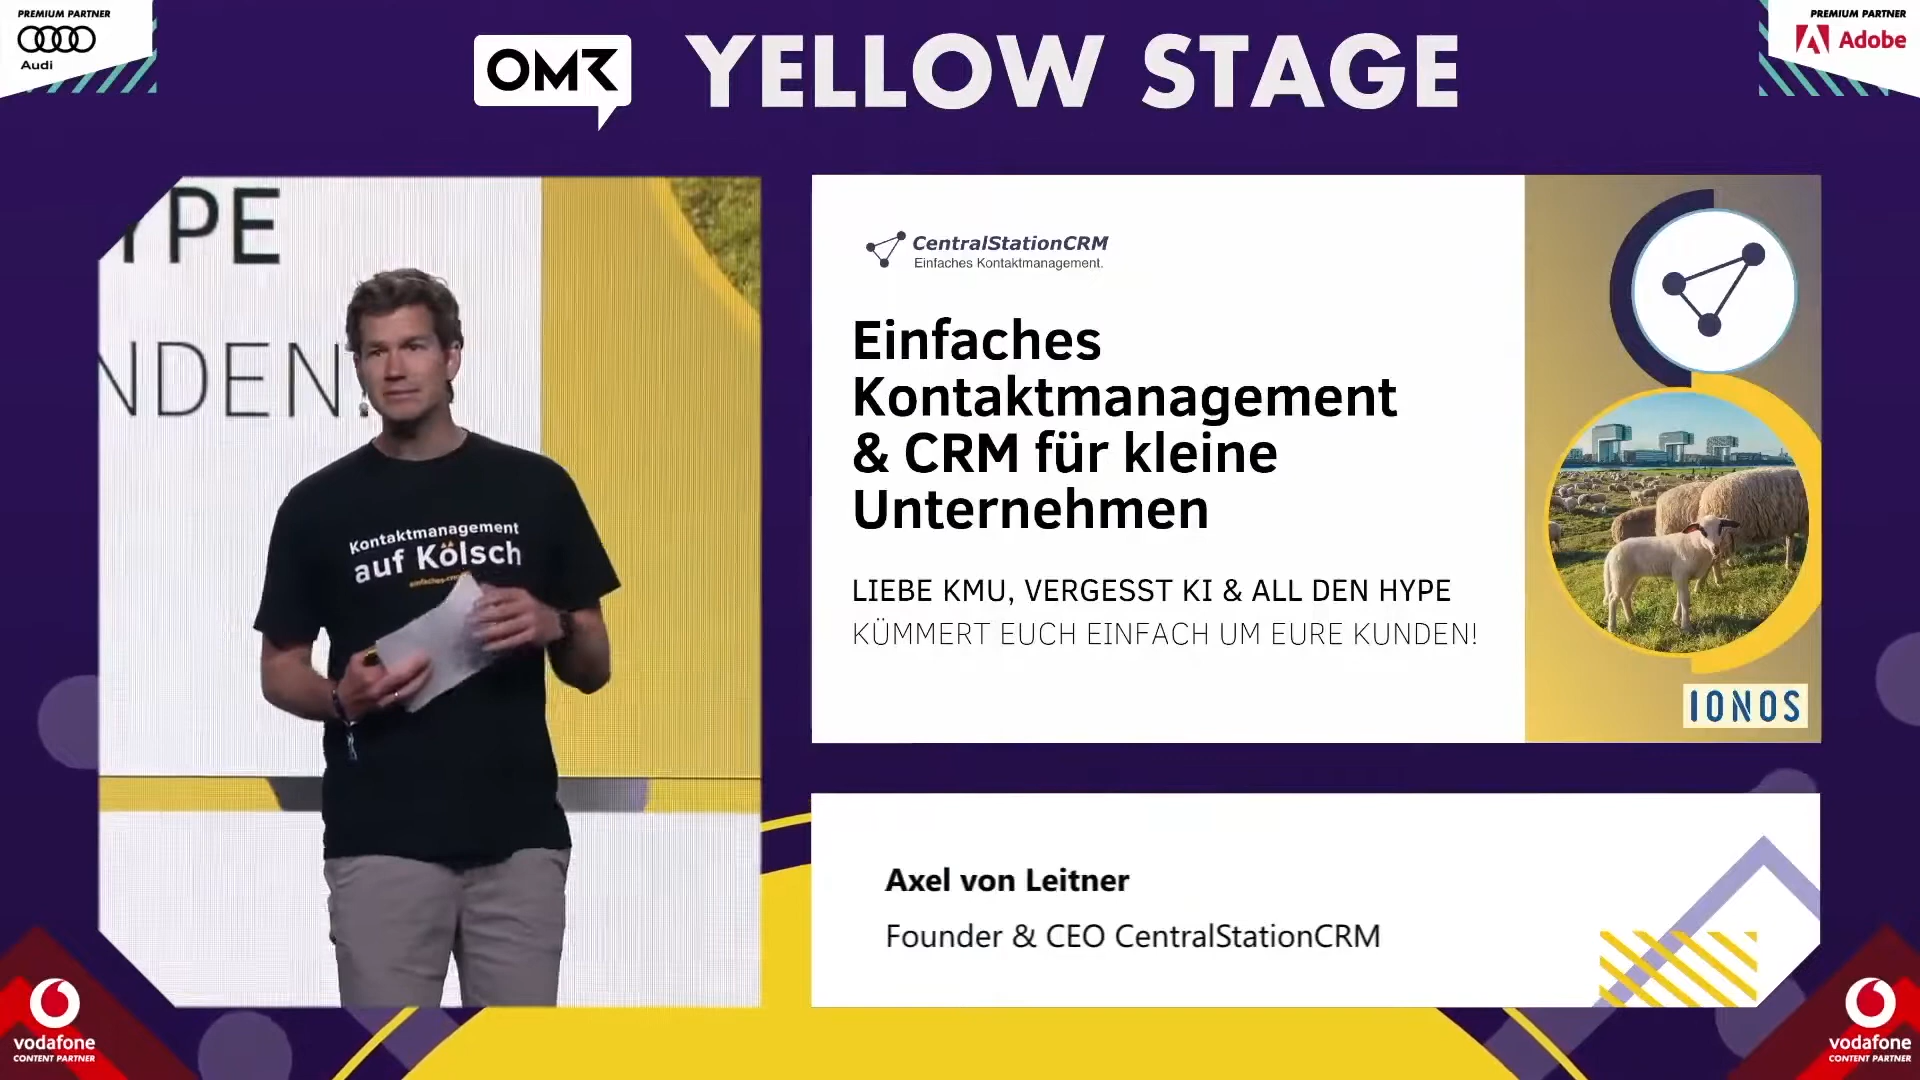 PREMIUM PARTNER
Audi
OMR YELLOW STAGE
PREMIUM PARTNER
Adobe
YPE
NDEN!
Kontaktmanagement
auf Kölsch
CentralStationCRM
Einfaches Kontaktmanagement.
Einfaches
Kontaktmanagement
& CRM für kleine
Unternehmen
LIEBE KMU, VERGESST KI & ALL DEN HYPE
KÜMMERT EUCH EINFACH UM EURE KUNDEN!
IONOS
Axel von Leitner
Founder & CEO CentralStationCRM
vodafone
CONTENT PARTNER
vodafone
CONTENT PARTNER